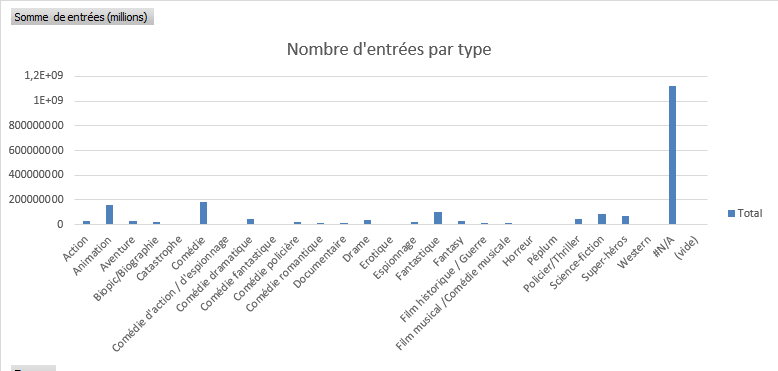 Somme de entrées (millions)
Nombre d'entrées par type
1,2E+09
1E+09
800000000
600000000
400000000
200000000
0
Action
Animation
Aventure
Biopic/Biographie
Catastrophe
Comédie
Comédie d'action / d'espionnage
Comédie dramatique
Comédie fantastique
Comédie policière
Comédie romantique
Documentaire
Drame
Erotique
Espionnage
Fantastique
Fantasy
Film historique / Guerre
Film musical /Comédie musicale
Horreur
Péplum
Policier/Thriller
Science-fiction
Super-héros
Western
#N/A
(vide)
Total